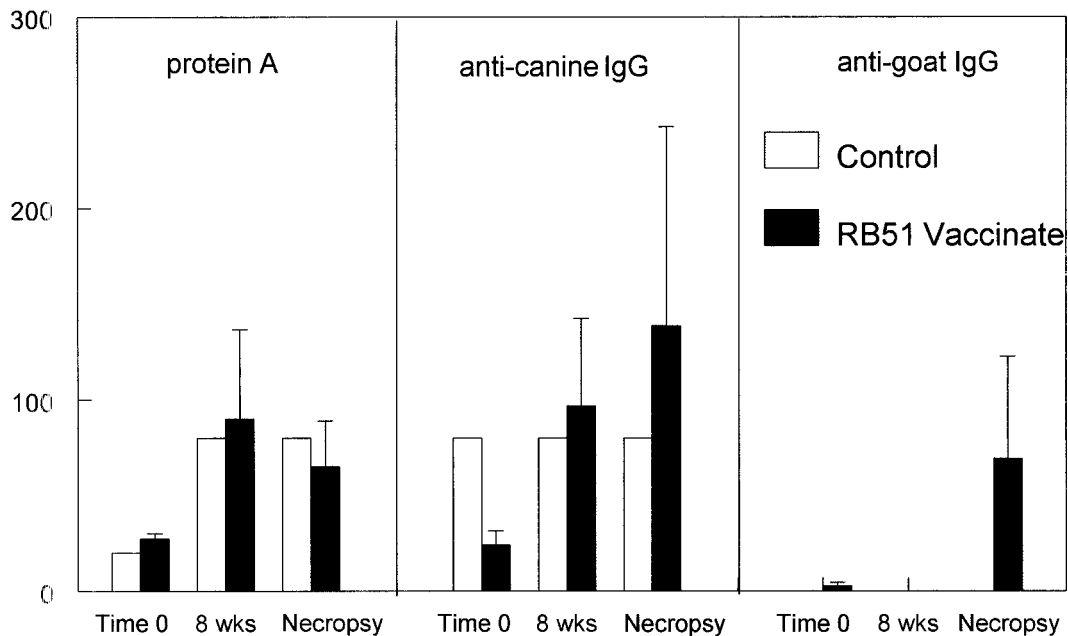 300
protein A
anti-canine IgG
anti-goat IgG
Control
200
RB51 Vaccinate
100
0
Time 0 8 wks Necropsy Time 0 8 wks Necropsy Time 0 8 wks Necropsy